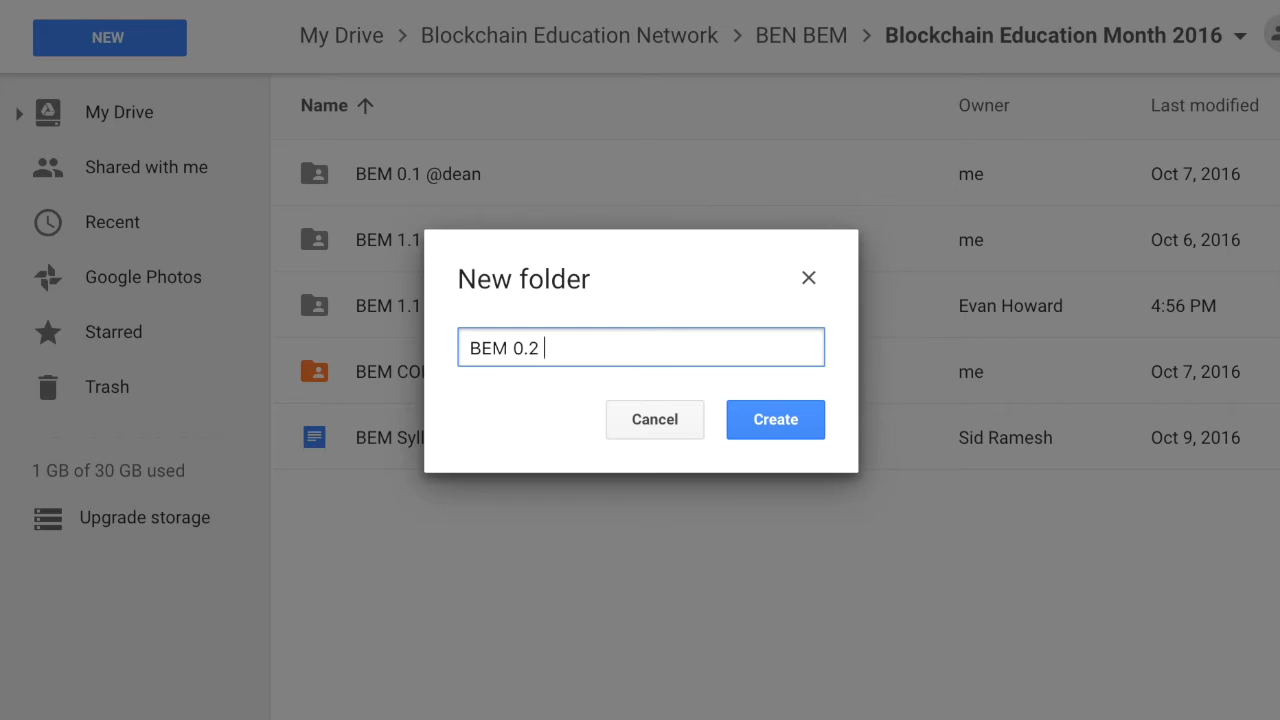 NEW
My Drive > Blockchain Education Network > BEN BEM > Blockchain Education Month 2016
My Drive
Shared with me
Recent
Google Photos
Starred
Trash
1 GB of 30 GB used
Upgrade storage
Name Owner Last modified
BEM 0.1 @dean me Oct 7, 2016
BEM 1.1 me Oct 6, 2016
BEM 1.1 Evan Howard 4:56 PM
BEM me Oct 7, 2016
BEM Sid Ramesh Oct 9, 2016
New folder
BEM 0.2
Cancel Create